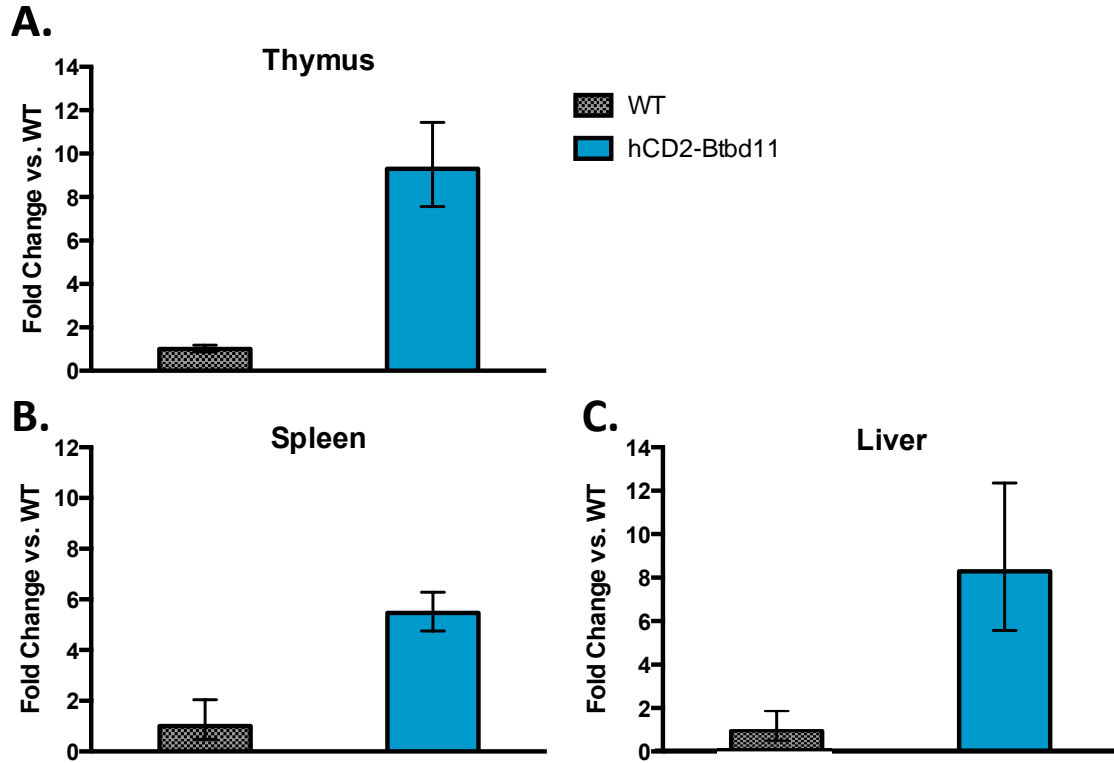 A.
Thymus
Fold Change vs. WT
14
12
10
8
6
4
2
0
WT
hCD2-Btbd11
B.
Spleen
Fold Change vs. WT
12
10
8
6
4
2
0
C.
Liver
Fold Change vs. WT
14
12
10
8
6
4
2
0